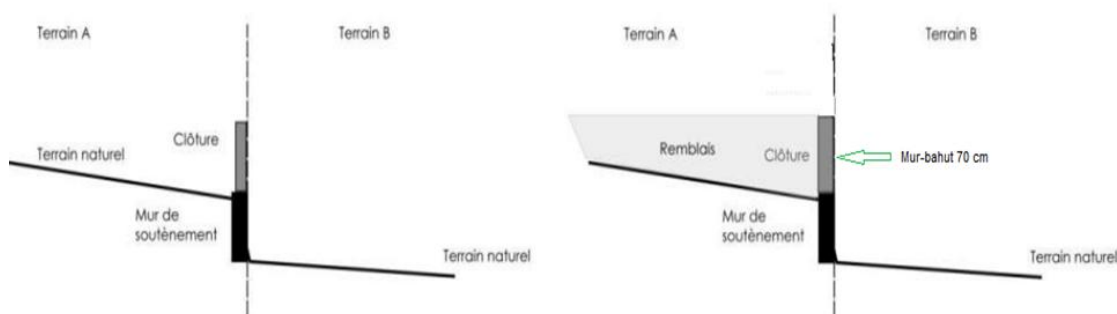 Terrain A
Terrain B
Clôture
Terrain naturel
Mur de
soutènement
Terrain naturel
Terrain A
Terrain B
Remblais
Clôture
Mur-bahut 70 cm
Mur de
soutènement
Terrain naturel